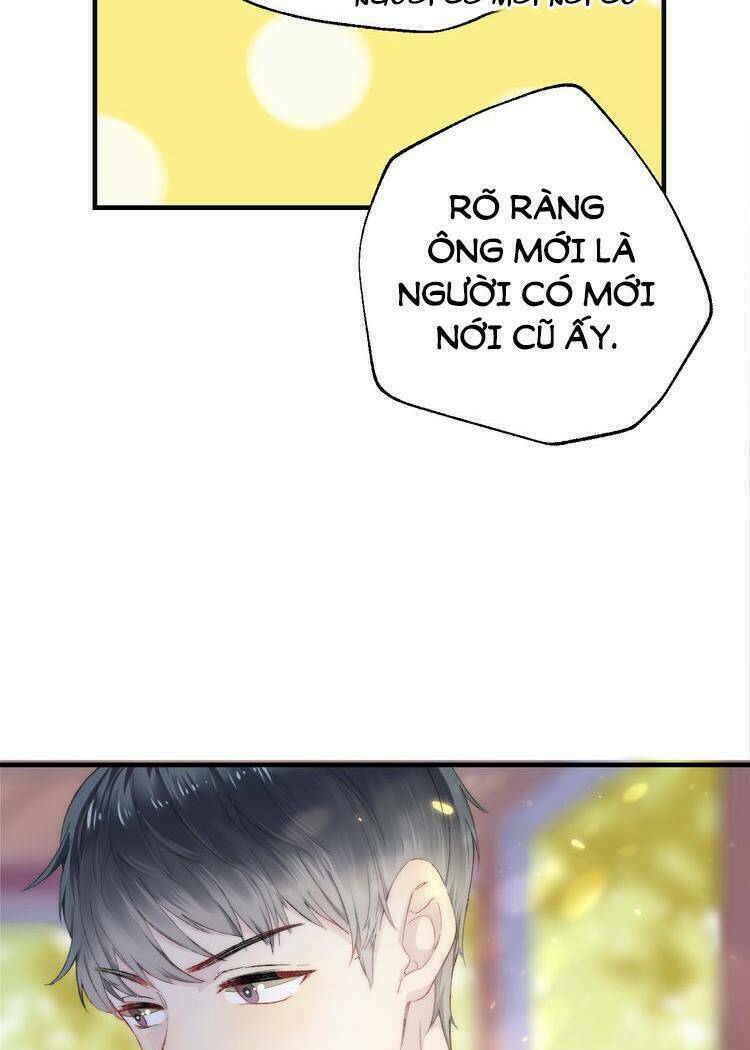 RÕ RÀNG
ÔNG MỚI LÀ
NGƯỜI CÓ MỚI
NỚI CŨ ẤY.